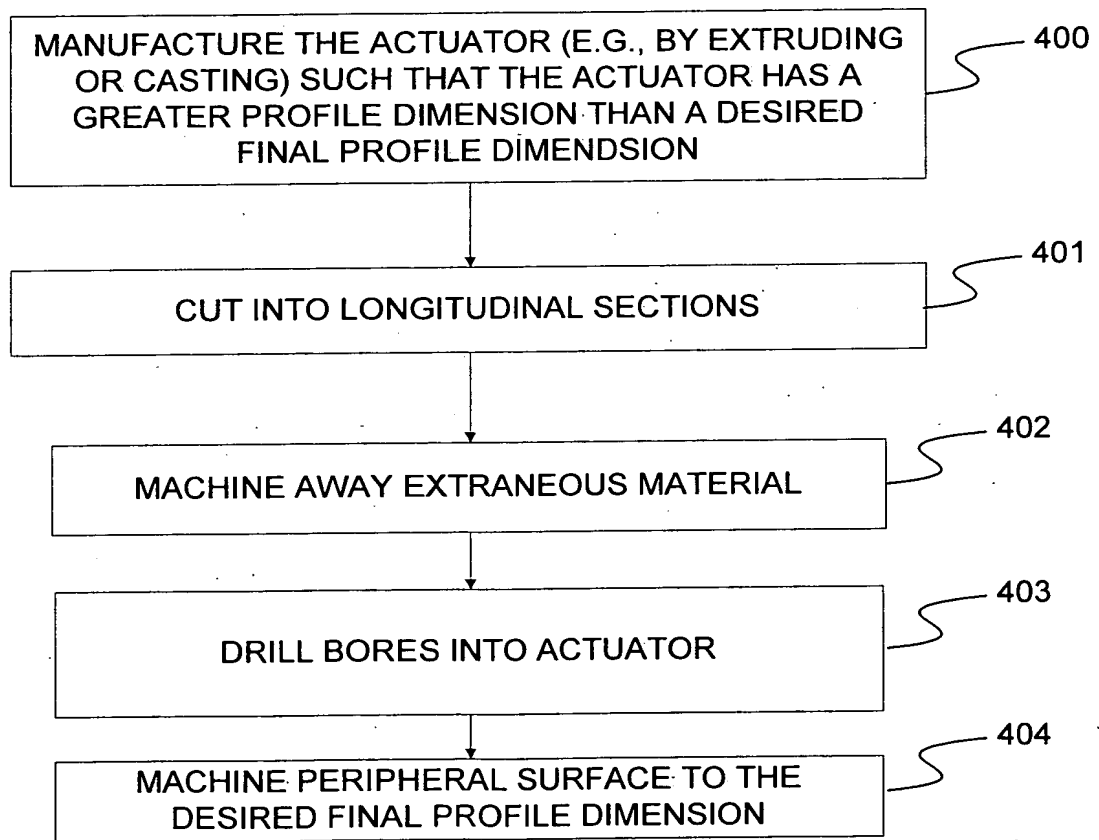 MANUFACTURE THE ACTUATOR (E.G., BY EXTRUDING
OR CASTING) SUCH THAT THE ACTUATOR HAS A
GREATER PROFILE DIMENSION THAN A DESIRED
FINAL PROFILE DIMENDSION
400
CUT INTO LONGITUDINAL SECTIONS
401
MACHINE AWAY EXTRANEOUS MATERIAL
402
DRILL BORES INTO ACTUATOR
403
MACHINE PERIPHERAL SURFACE TO THE
DESIRED FINAL PROFILE DIMENSION
404